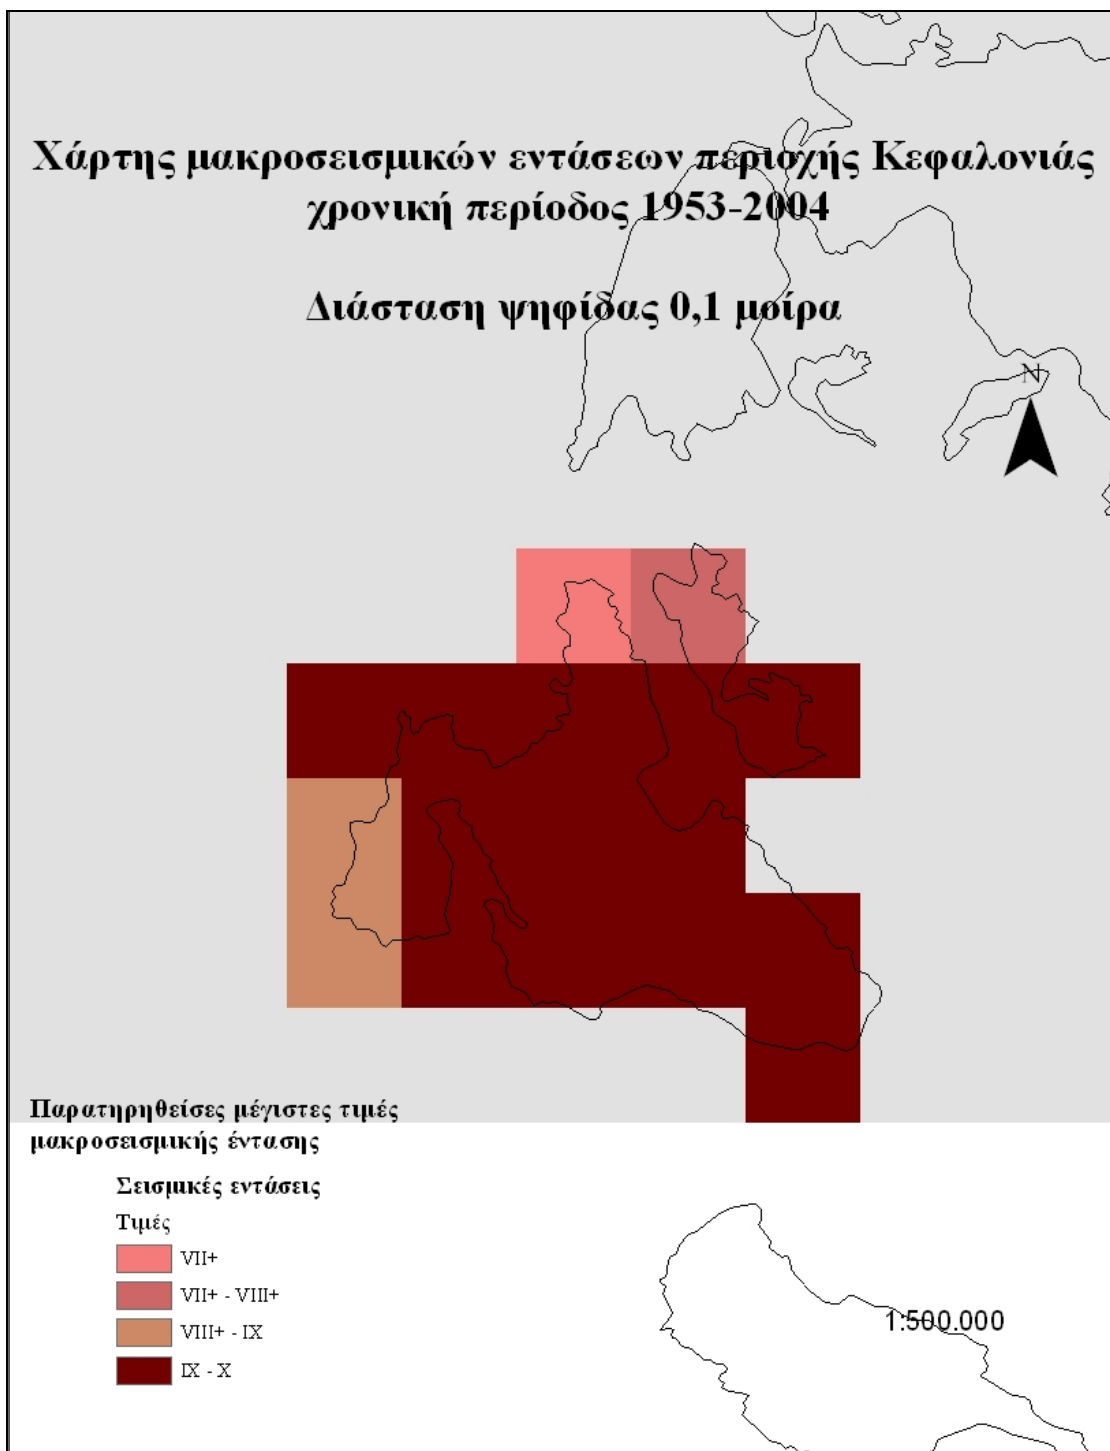 Χάρτης μακροσεισμικών εντάσεων περιοχής Κεφαλονιάς
χρονική περίοδος 1953-2004
Διάσταση ψηφίδας 0,1 μοίρα
N
Παρατηρηθείσες μέγιστες τιμές
μακροσεισμικής έντασης
Σεισμικές εντάσεις
Τιμές
VII+
VII+ - VIII+
VIII+ - IX
IX - X
1:500.000